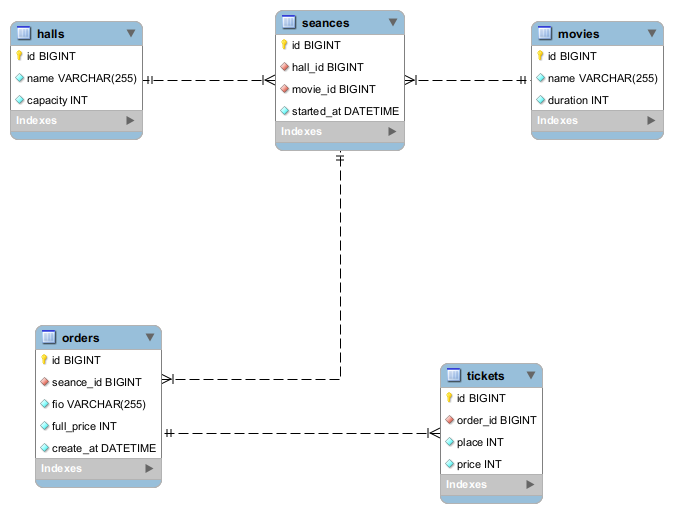 halls
id BIGINT
name VARCHAR(255)
capacity INT
Indexes
seances
id BIGINT
hall_id BIGINT
movie_id BIGINT
started_at DATETIME
Indexes
movies
id BIGINT
name VARCHAR(255)
duration INT
Indexes
orders
id BIGINT
seance_id BIGINT
fio VARCHAR(255)
full_price INT
create_at DATETIME
Indexes
tickets
id BIGINT
order_id BIGINT
place INT
price INT
Indexes